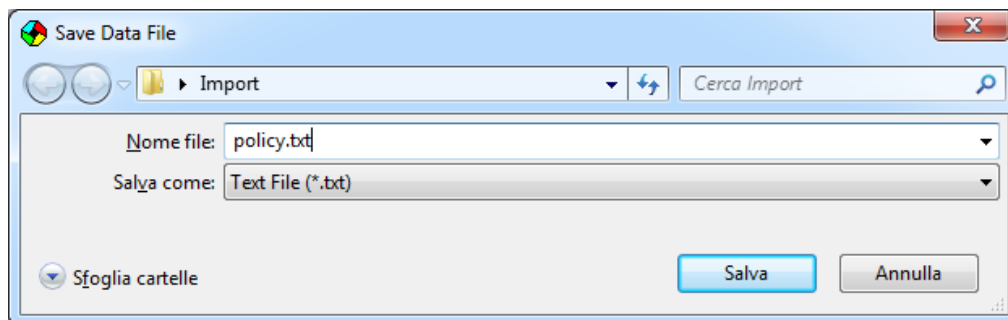 Save Data File
Import
Cerca Import
Nome file: policy.txt
Salva come: Text File (*.txt)
Sfoglia cartelle
Salva
Annulla